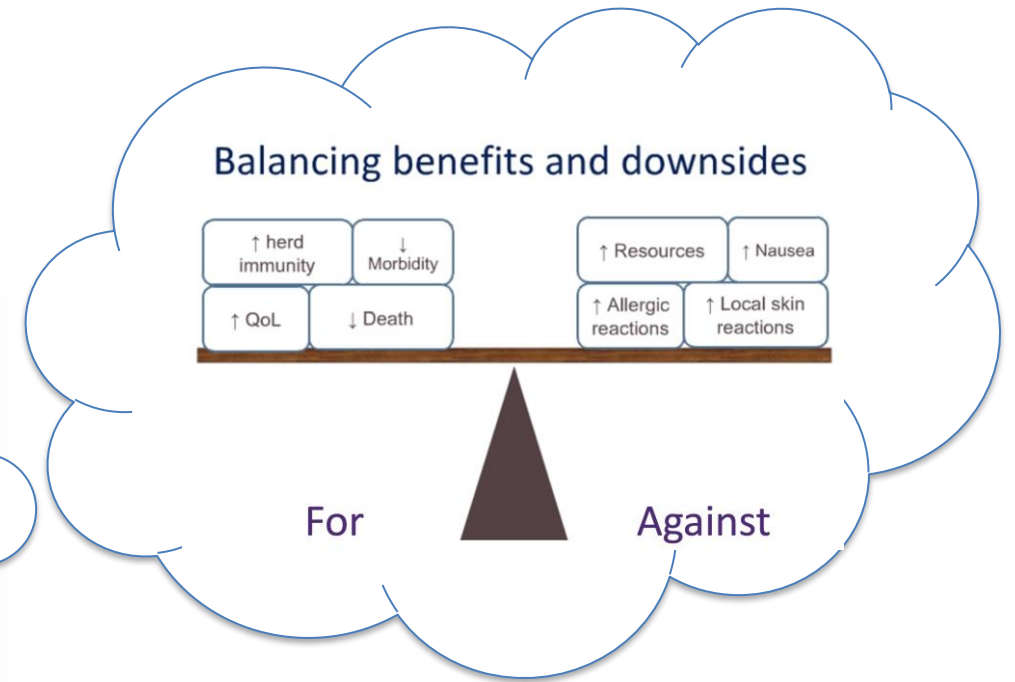 Balancing benefits and downsides
↑ herd
immunity
↓
Morbidity
↑ QoL
↓ Death
↑ Resources
↑ Nausea
↑ Allergic
reactions
↑ Local skin
reactions
For
Against